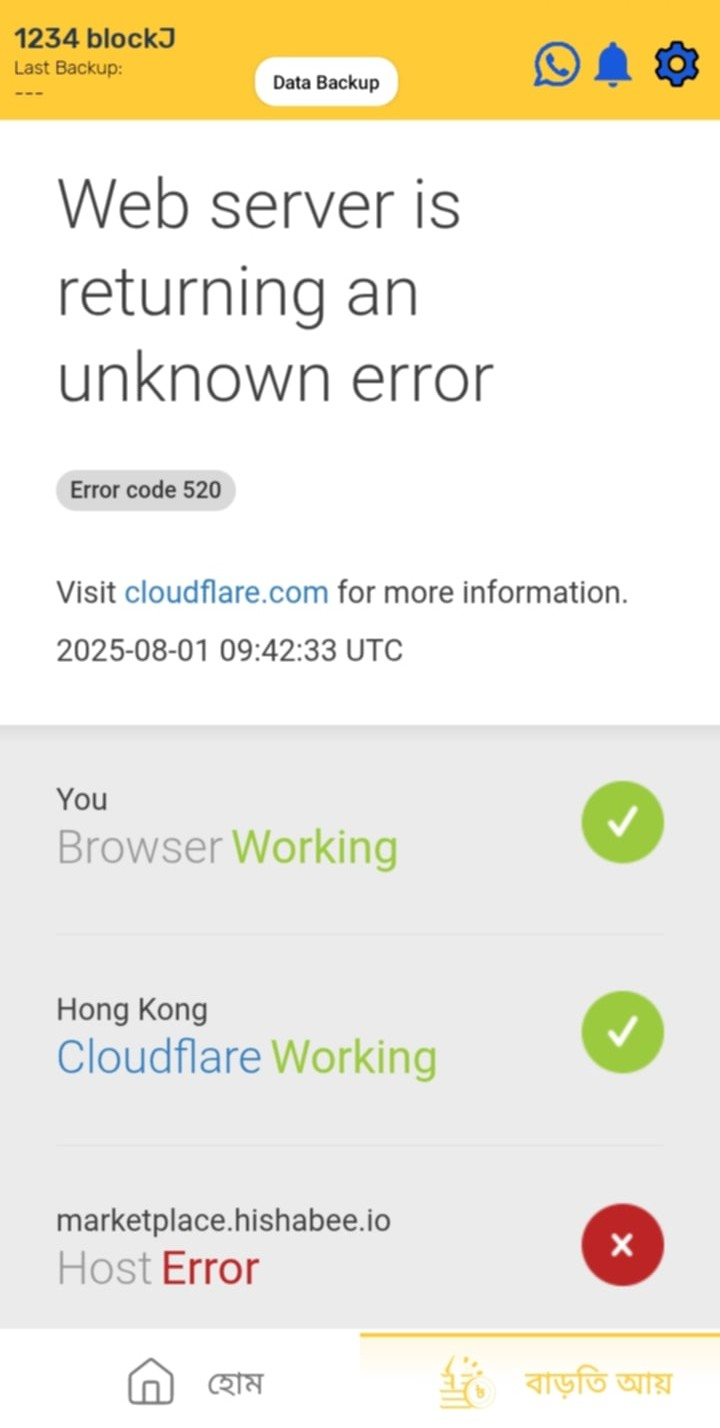 1234 blockJ
Last Backup:
---
Data Backup
Web server is
returning an
unknown error
Error code 520
Visit cloudflare.com for more information.
2025-08-01 09:42:33 UTC
You
Browser Working
Hong Kong
Cloudflare Working
marketplace.hishabee.io
Host Error
হোম
বাড়তি আয়